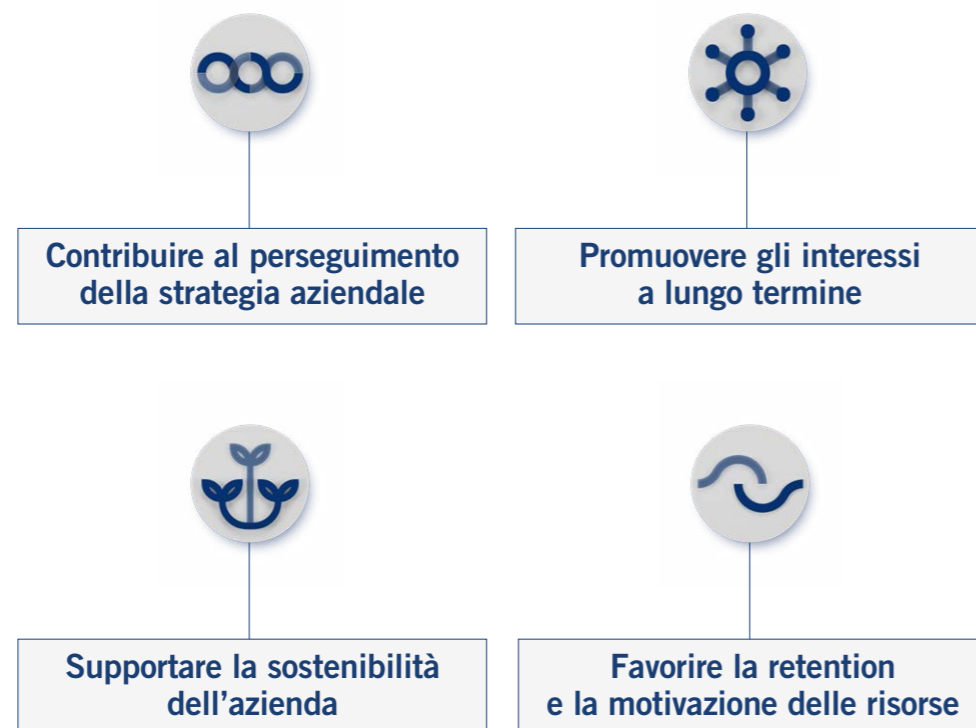 Contribuire al perseguimento
della strategia aziendale
Promuovere gli interessi
a lungo termine
Supportare la sostenibilità
dell’azienda
Favorire la retention
e la motivazione delle risorse